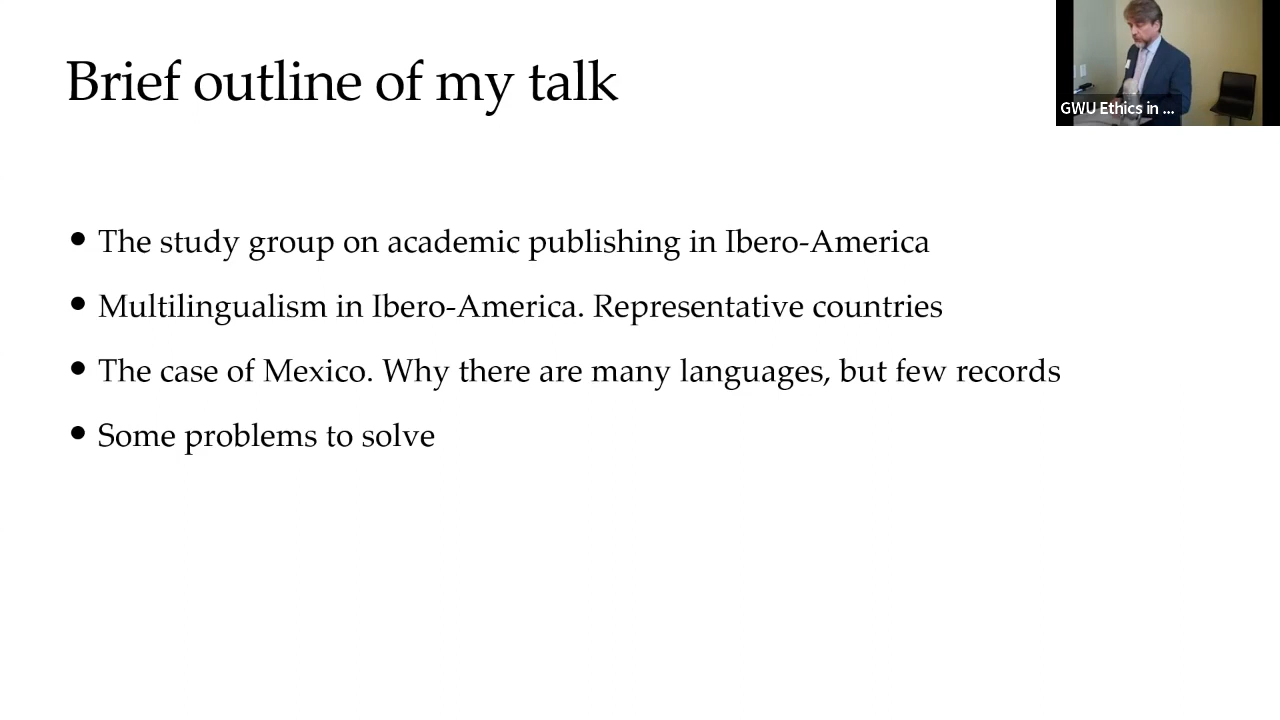 Brief outline of my talk
GWU Ethics in ...
• The study group on academic publishing in Ibero-America
• Multilingualism in Ibero-America. Representative countries
• The case of Mexico. Why there are many languages, but few records
• Some problems to solve